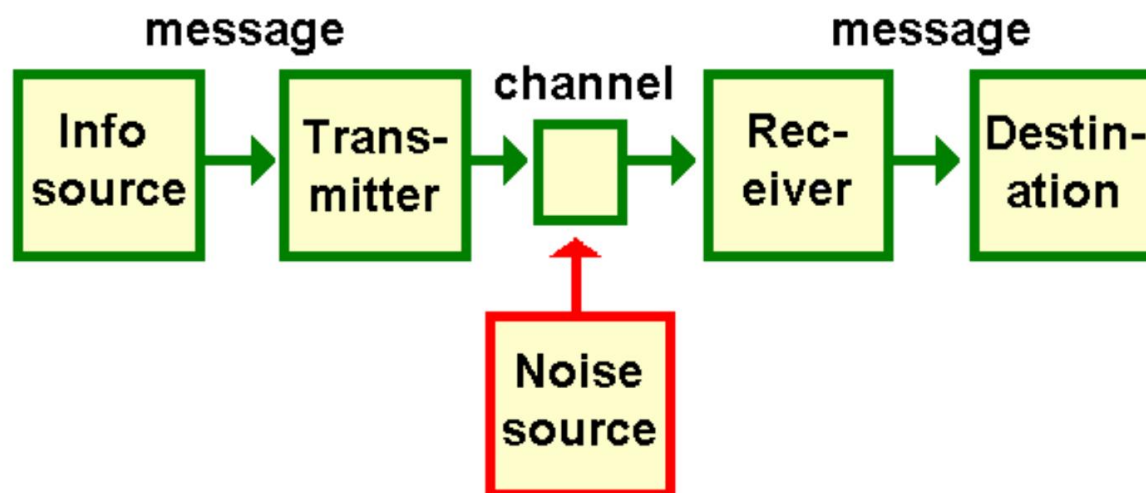 message
message
channel
Info
source
Trans-
mitter
Rec-
eiver
Destin-
ation
Noise
source